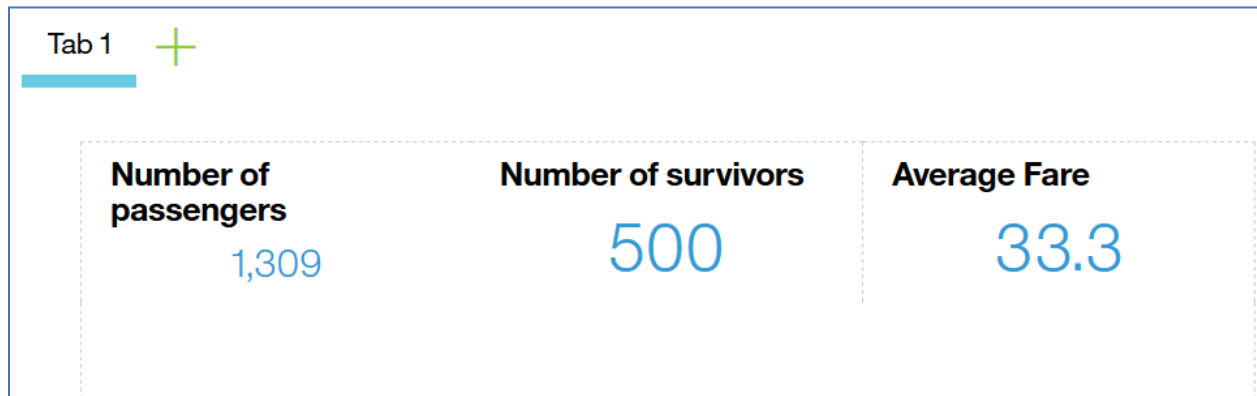 Tab 1
Number of
passengers
1,309
Number of survivors
500
Average Fare
33.3